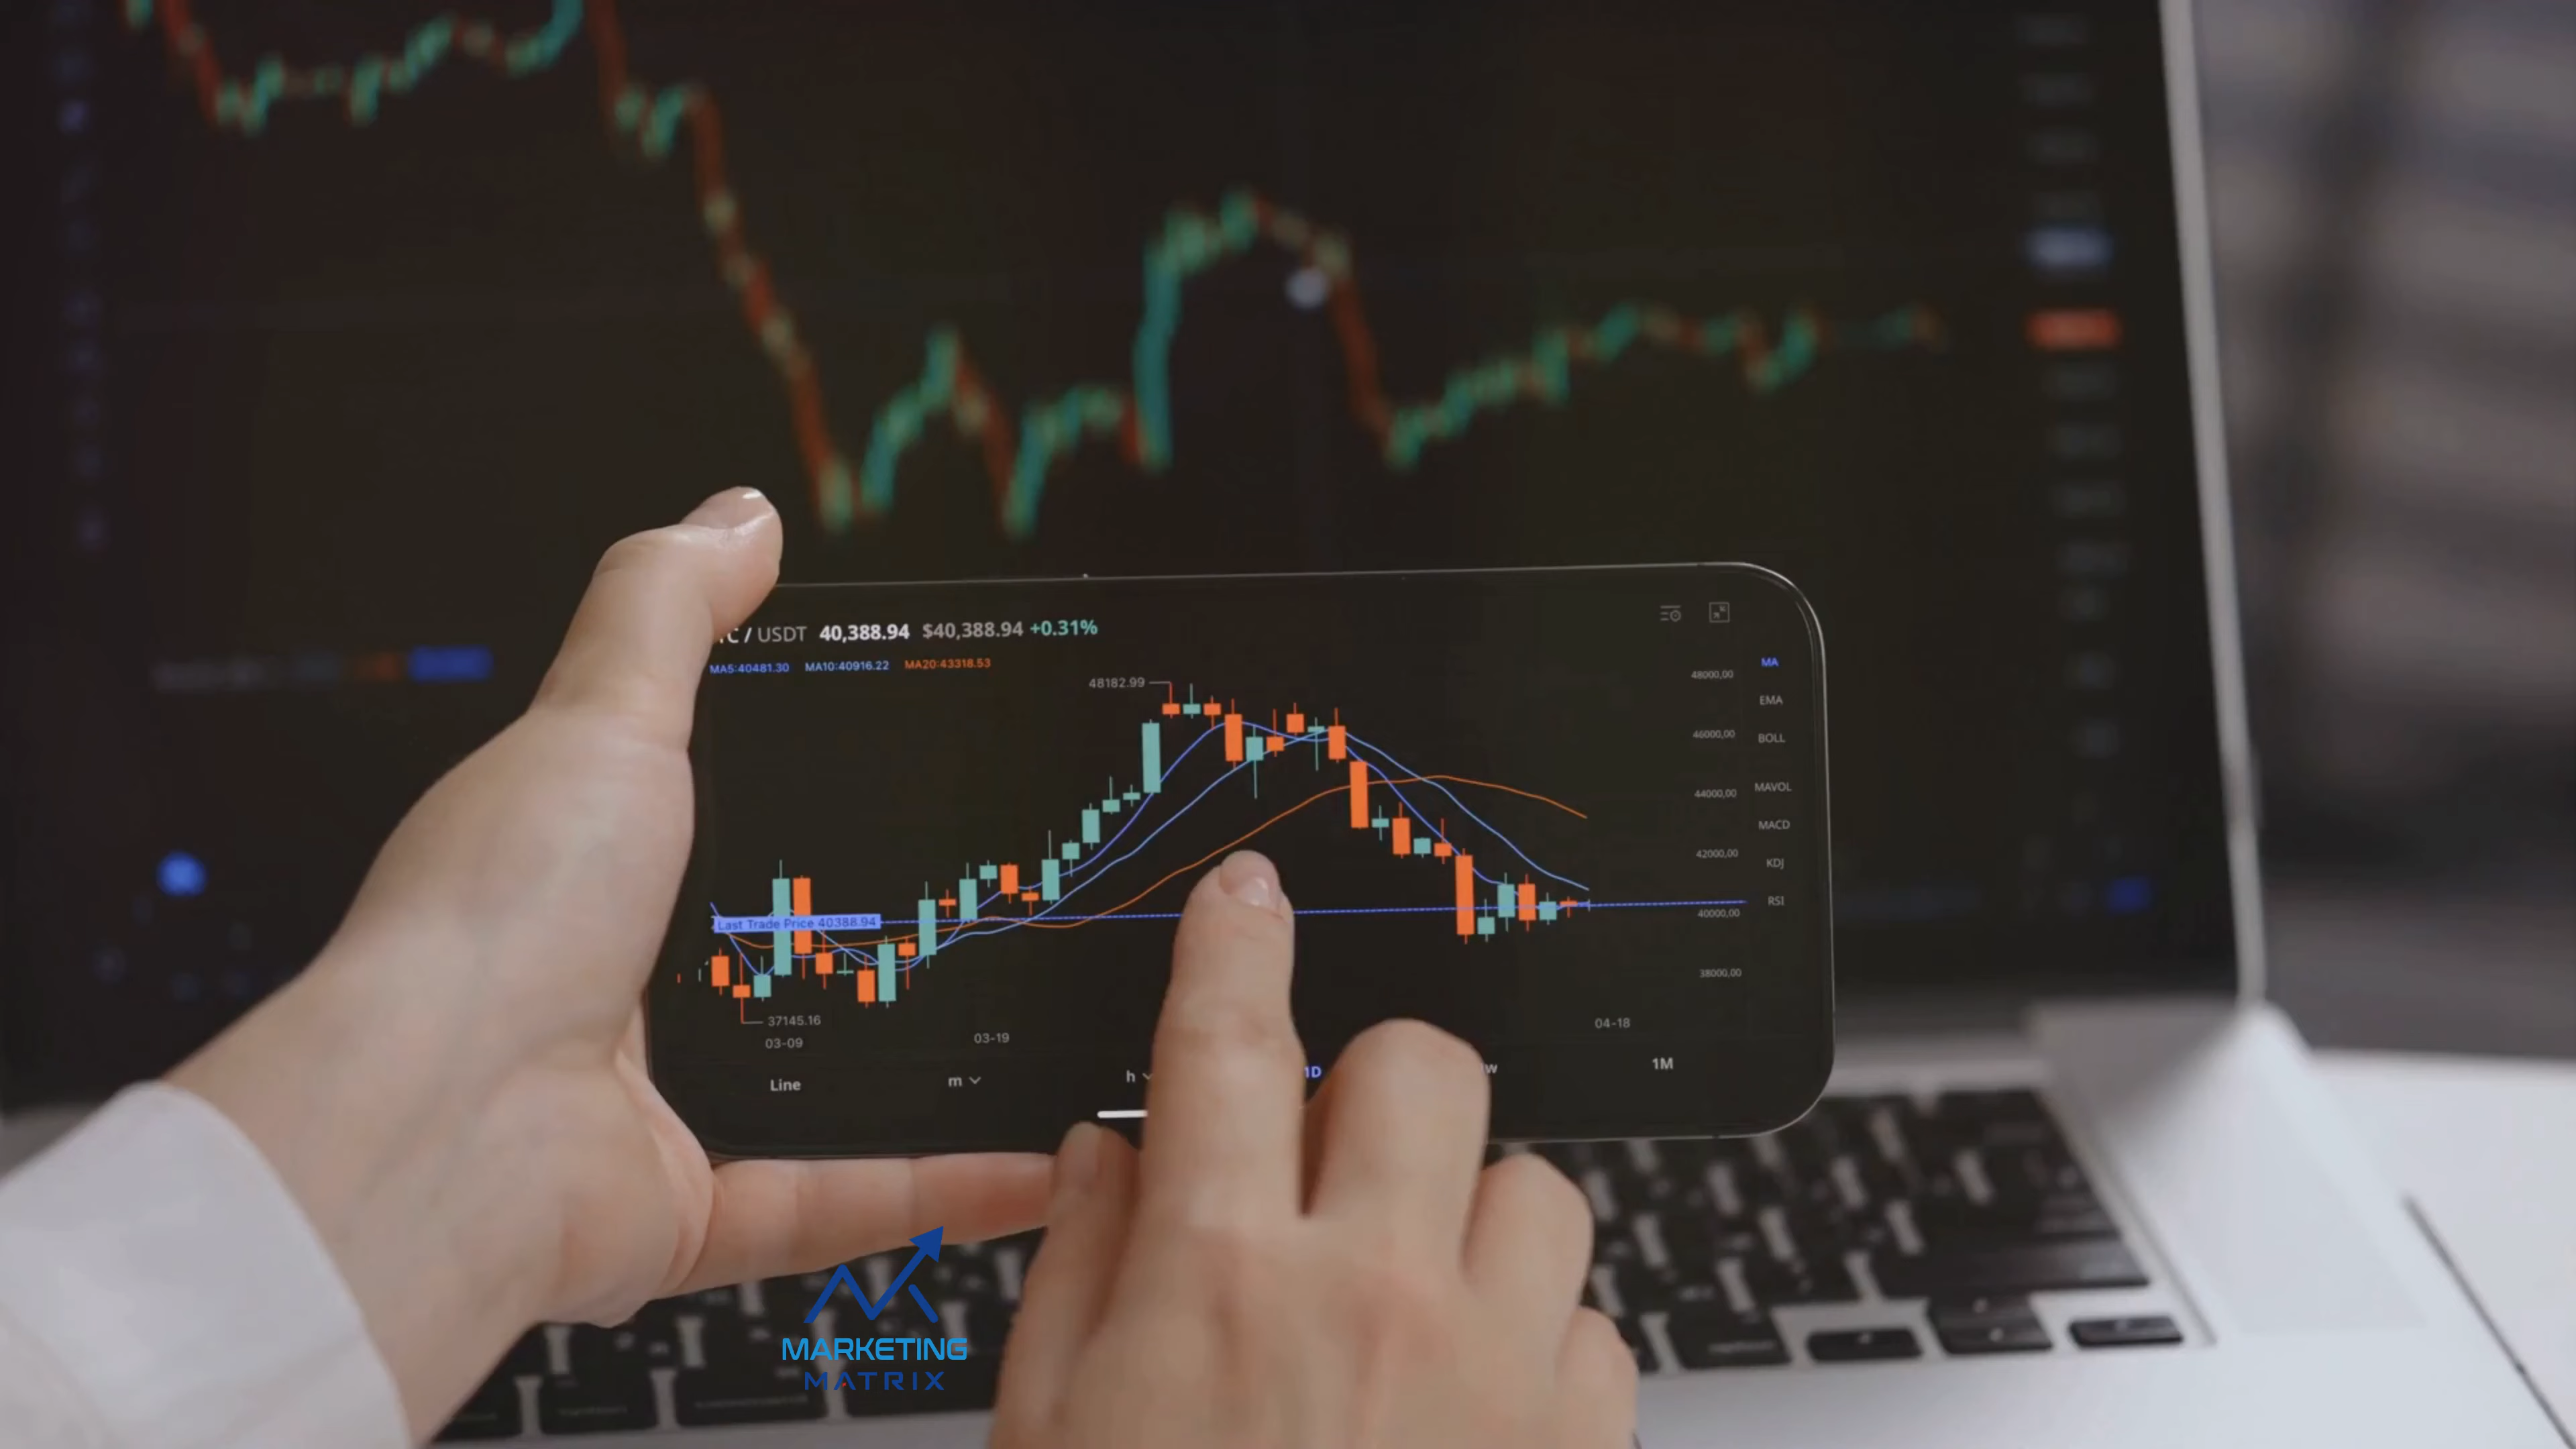 C / USDT 40,388.94 $40,388.94 +0.31%
MA5:40481.30 MA10:40916.22 MA20:43318.53
MA
48182.99
48000,00
EMA
46000,00
BOLL
44000,00
MAVOL
MACD
42000,00
KDJ
RSI
Last Trade Price 40388.94
40000,00
38000,00
37145.16
03-09
03-19
04-18
Line
m
h
1D
w
1M
MARKETING
MATRIX